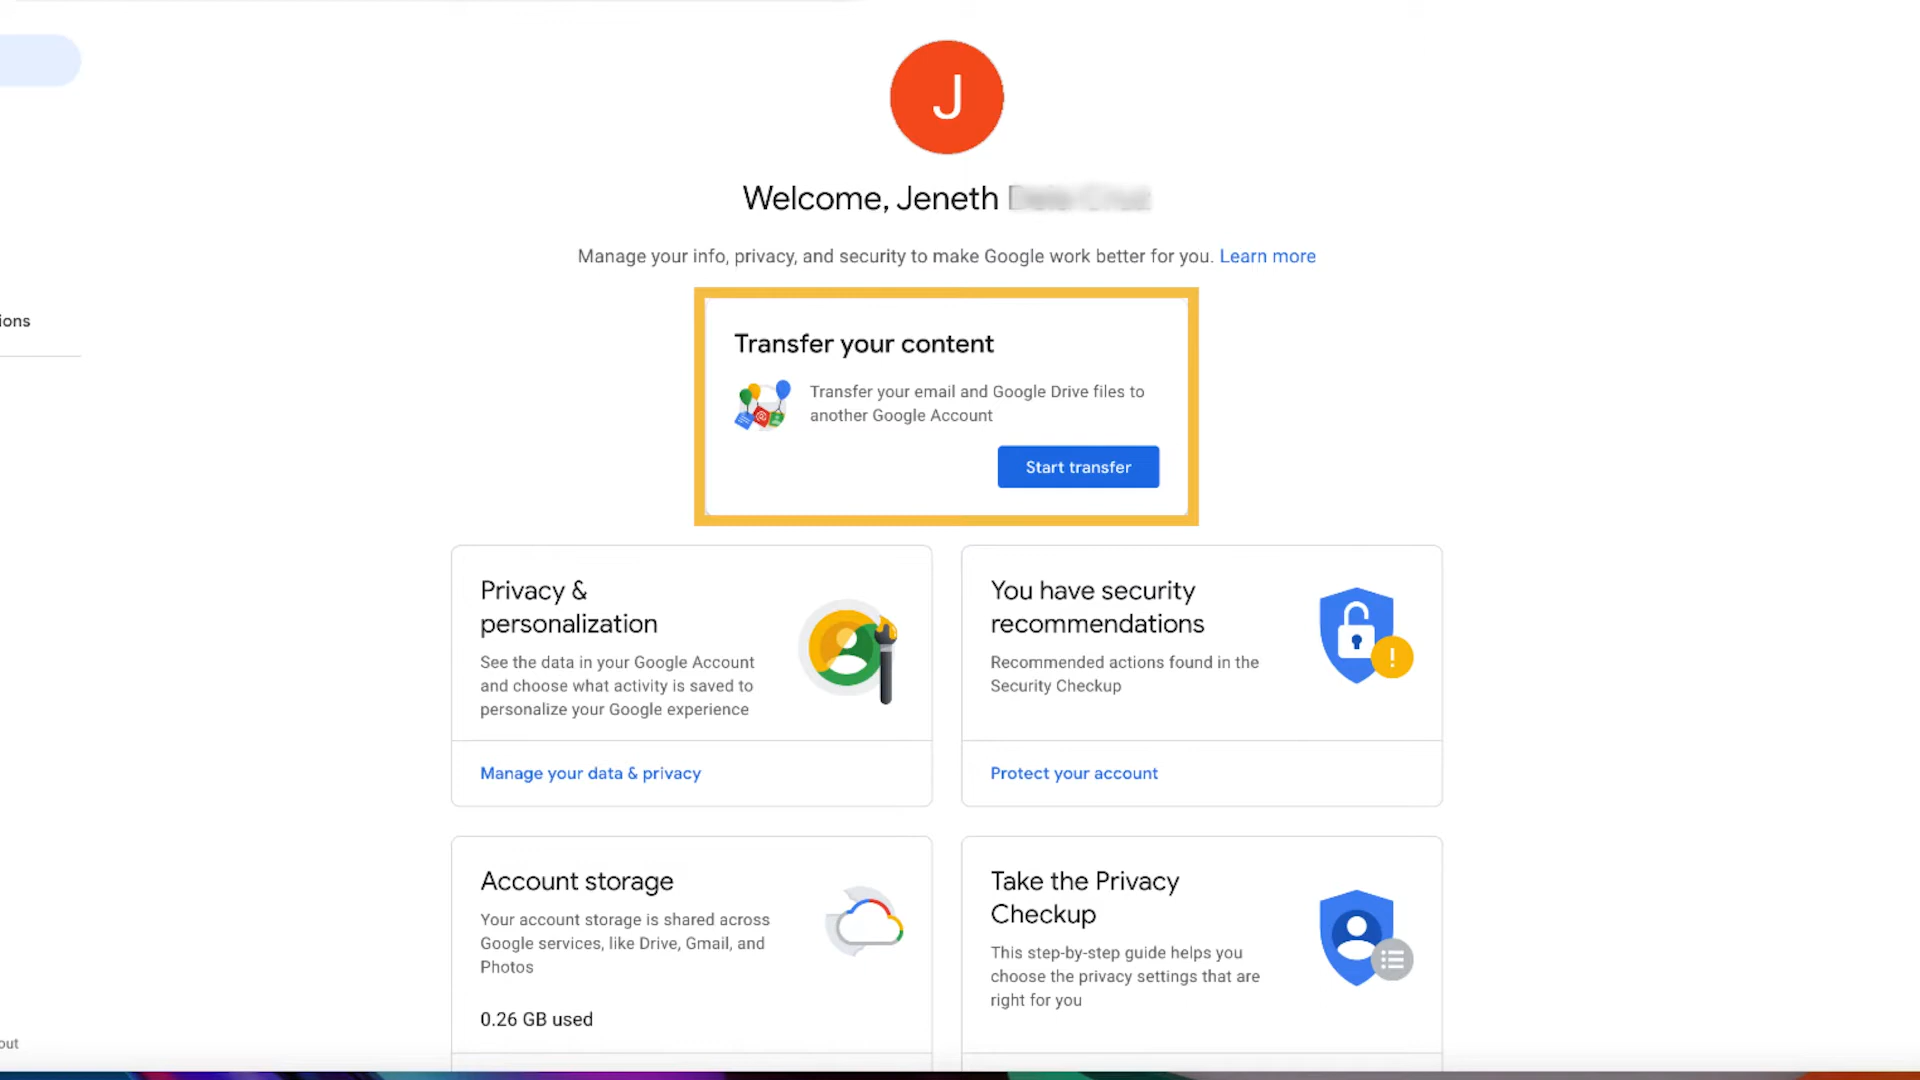 J
Welcome, Jeneth
Manage your info, privacy, and security to make Google work better for you. Learn more
ions
Transfer your content
Transfer your email and Google Drive files to
another Google Account
Start transfer
Privacy &
personalization
See the data in your Google Account
and choose what activity is saved to
personalize your Google experience
Manage your data & privacy
You have security
recommendations
Recommended actions found in the
Security Checkup
Protect your account
Account storage
Your account storage is shared across
Google services, like Drive, Gmail, and
Photos
0.26 GB used
Take the Privacy
Checkup
This step-by-step guide helps you
choose the privacy settings that are
right for you
out